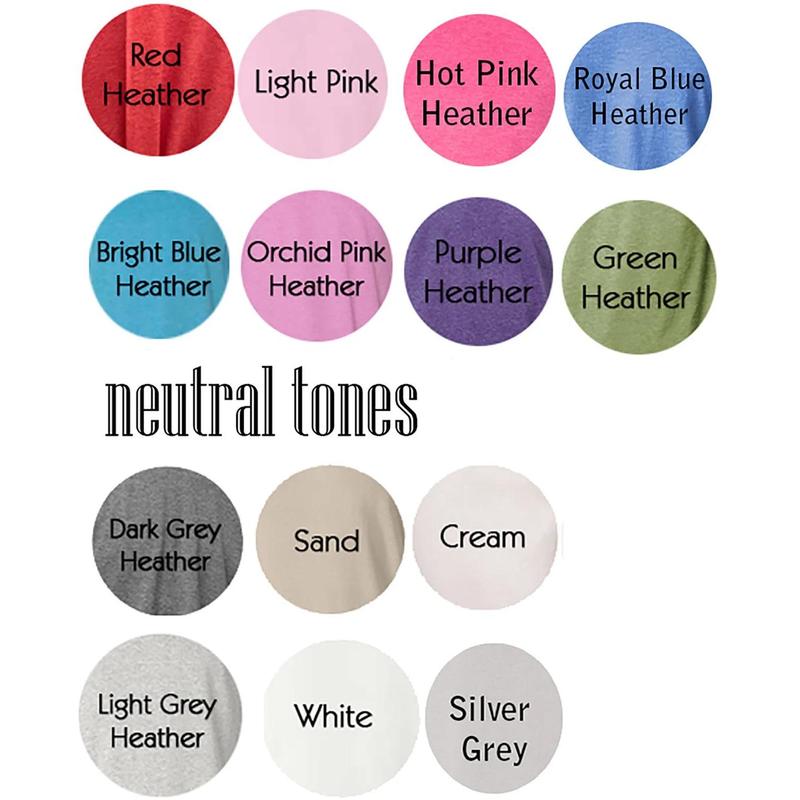 Red
Heather
Light Pink
Hot Pink
Heather
Royal Blue
Heather
Bright Blue
Heather
Orchid Pink
Heather
Purple
Heather
Green
Heather
neutral tones
Dark Grey
Heather
Sand
Cream
Light Grey
Heather
White
Silver
Grey